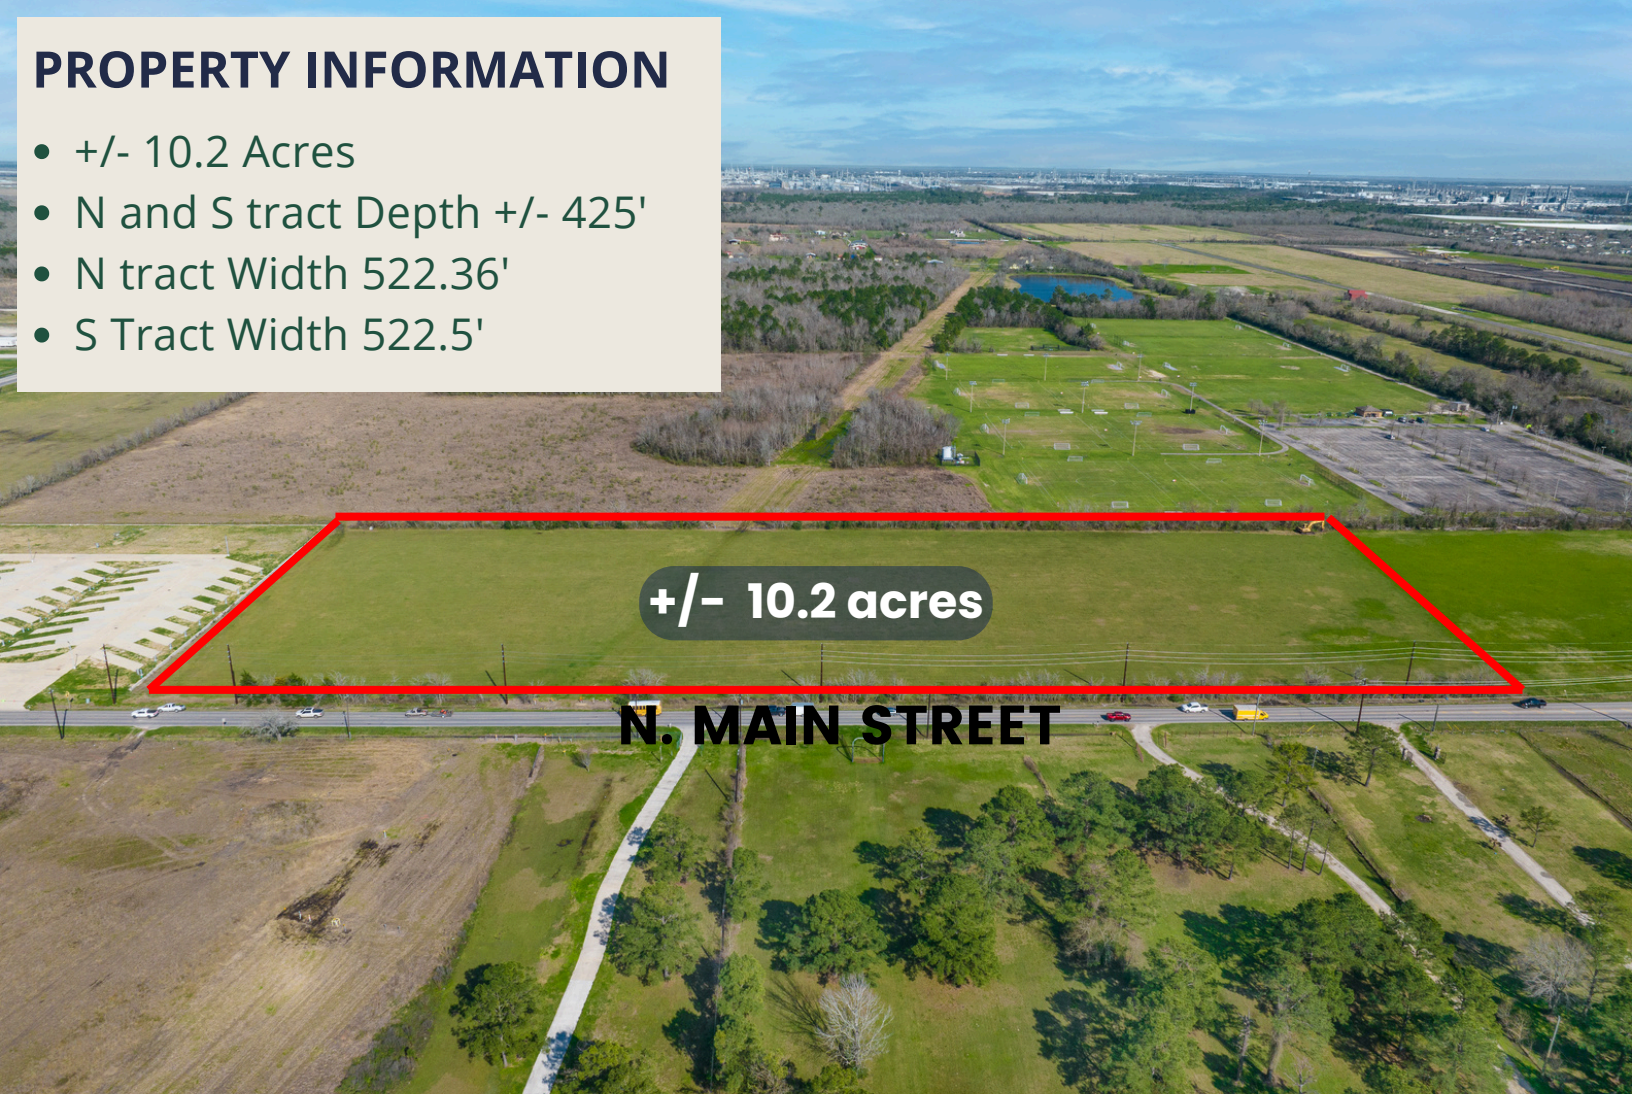 PROPERTY INFORMATION
• +/- 10.2 Acres
• N and S tract Depth +/- 425'
• N tract Width 522.36'
• S Tract Width 522.5'
+/- 10.2 acres
N. MAIN STREET